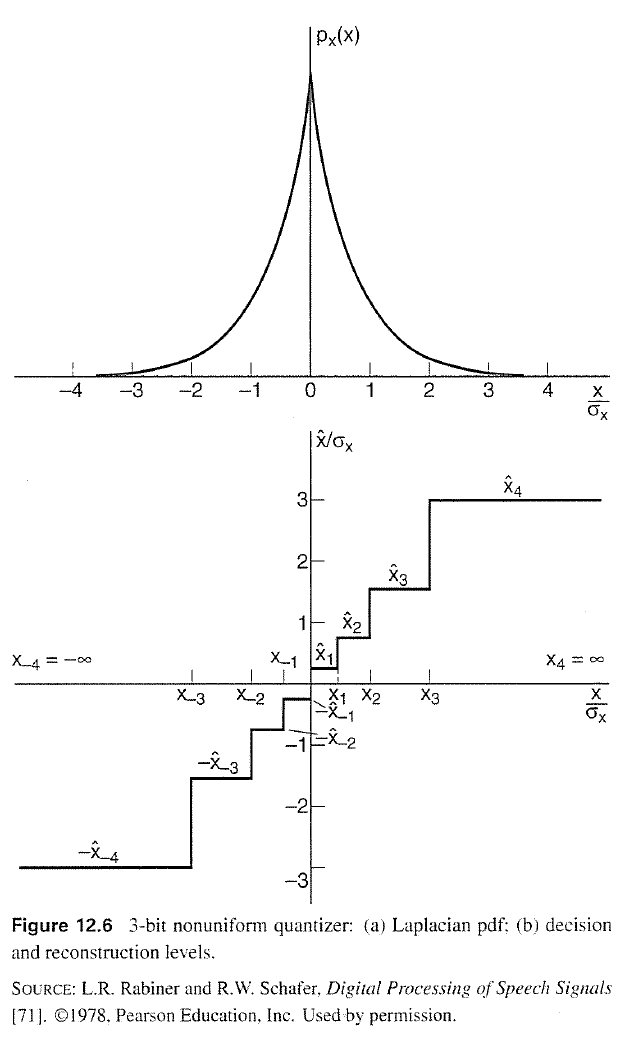 pₓ(x)
−4 −3 −2 −1 0 1 2 3 4 x/σₓ
x̂/σₓ
3
x̂₄
2
x̂₃
1
x̂₂
x̂₁
x₋₄ = −∞ x₋₁ x₄ = ∞
x₋₃ x₋₂ x₁ x₂ x₃ x/σₓ
−x̂₋₁
−1 −x̂₋₂
−x̂₋₃
−2
−x̂₋₄
−3
Figure 12.6 3-bit nonuniform quantizer: (a) Laplacian pdf; (b) decision
and reconstruction levels.
SOURCE: L.R. Rabiner and R.W. Schafer, Digital Processing of Speech Signals
[71]. ©1978, Pearson Education, Inc. Used by permission.